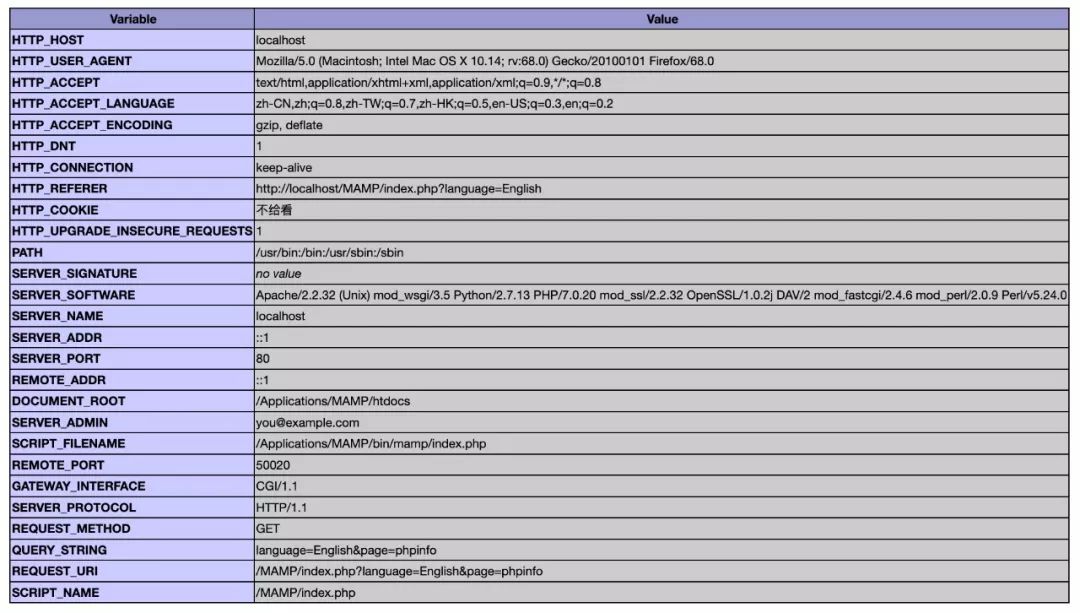 Variable Value
HTTP_HOST localhost
HTTP_USER_AGENT Mozilla/5.0 (Macintosh; Intel Mac OS X 10.14; rv:68.0) Gecko/20100101 Firefox/68.0
HTTP_ACCEPT text/html,application/xhtml+xml,application/xml;q=0.9,*/*;q=0.8
HTTP_ACCEPT_LANGUAGE zh-CN,zh;q=0.8,zh-TW;q=0.7,zh-HK;q=0.5,en-US;q=0.3,en;q=0.2
HTTP_ACCEPT_ENCODING gzip, deflate
HTTP_DNT 1
HTTP_CONNECTION keep-alive
HTTP_REFERER http://localhost/MAMP/index.php?language=English
HTTP_COOKIE 不给看
HTTP_UPGRADE_INSECURE_REQUESTS 1
PATH /usr/bin:/bin:/usr/sbin:/sbin
SERVER_SIGNATURE no value
SERVER_SOFTWARE Apache/2.2.32 (Unix) mod_wsgi/3.5 Python/2.7.13 PHP/7.0.20 mod_ssl/2.2.32 OpenSSL/1.0.2j DAV/2 mod_fastcgi/2.4.6 mod_perl/2.0.9 Perl/v5.24.0
SERVER_NAME localhost
SERVER_ADDR ::1
SERVER_PORT 80
REMOTE_ADDR ::1
DOCUMENT_ROOT /Applications/MAMP/htdocs
SERVER_ADMIN you@example.com
SCRIPT_FILENAME /Applications/MAMP/bin/mamp/index.php
REMOTE_PORT 50020
GATEWAY_INTERFACE CGI/1.1
SERVER_PROTOCOL HTTP/1.1
REQUEST_METHOD GET
QUERY_STRING language=English&page=phpinfo
REQUEST_URI /MAMP/index.php?language=English&page=phpinfo
SCRIPT_NAME /MAMP/index.php